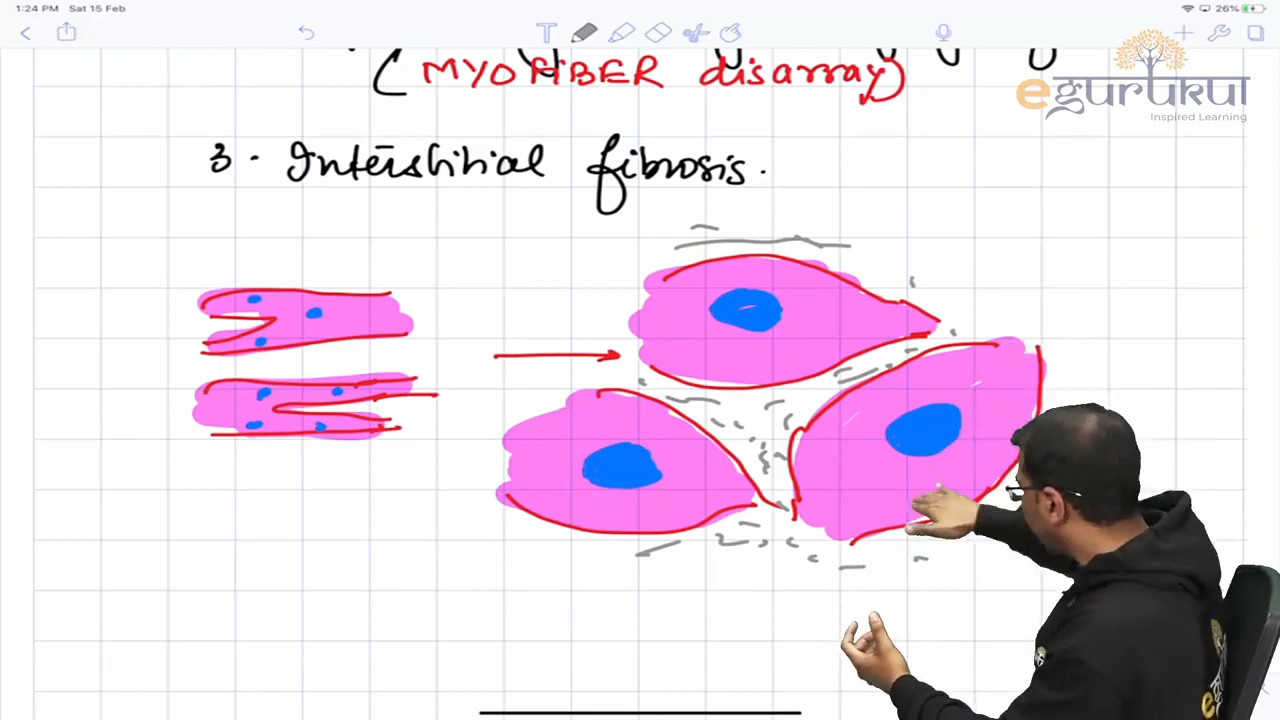 1:24 PM Sat 15 Feb
26%
T
(MYOFIBER disarray)
eGURUKUL
Inspired Learning
3. Interstitial fibrosis.